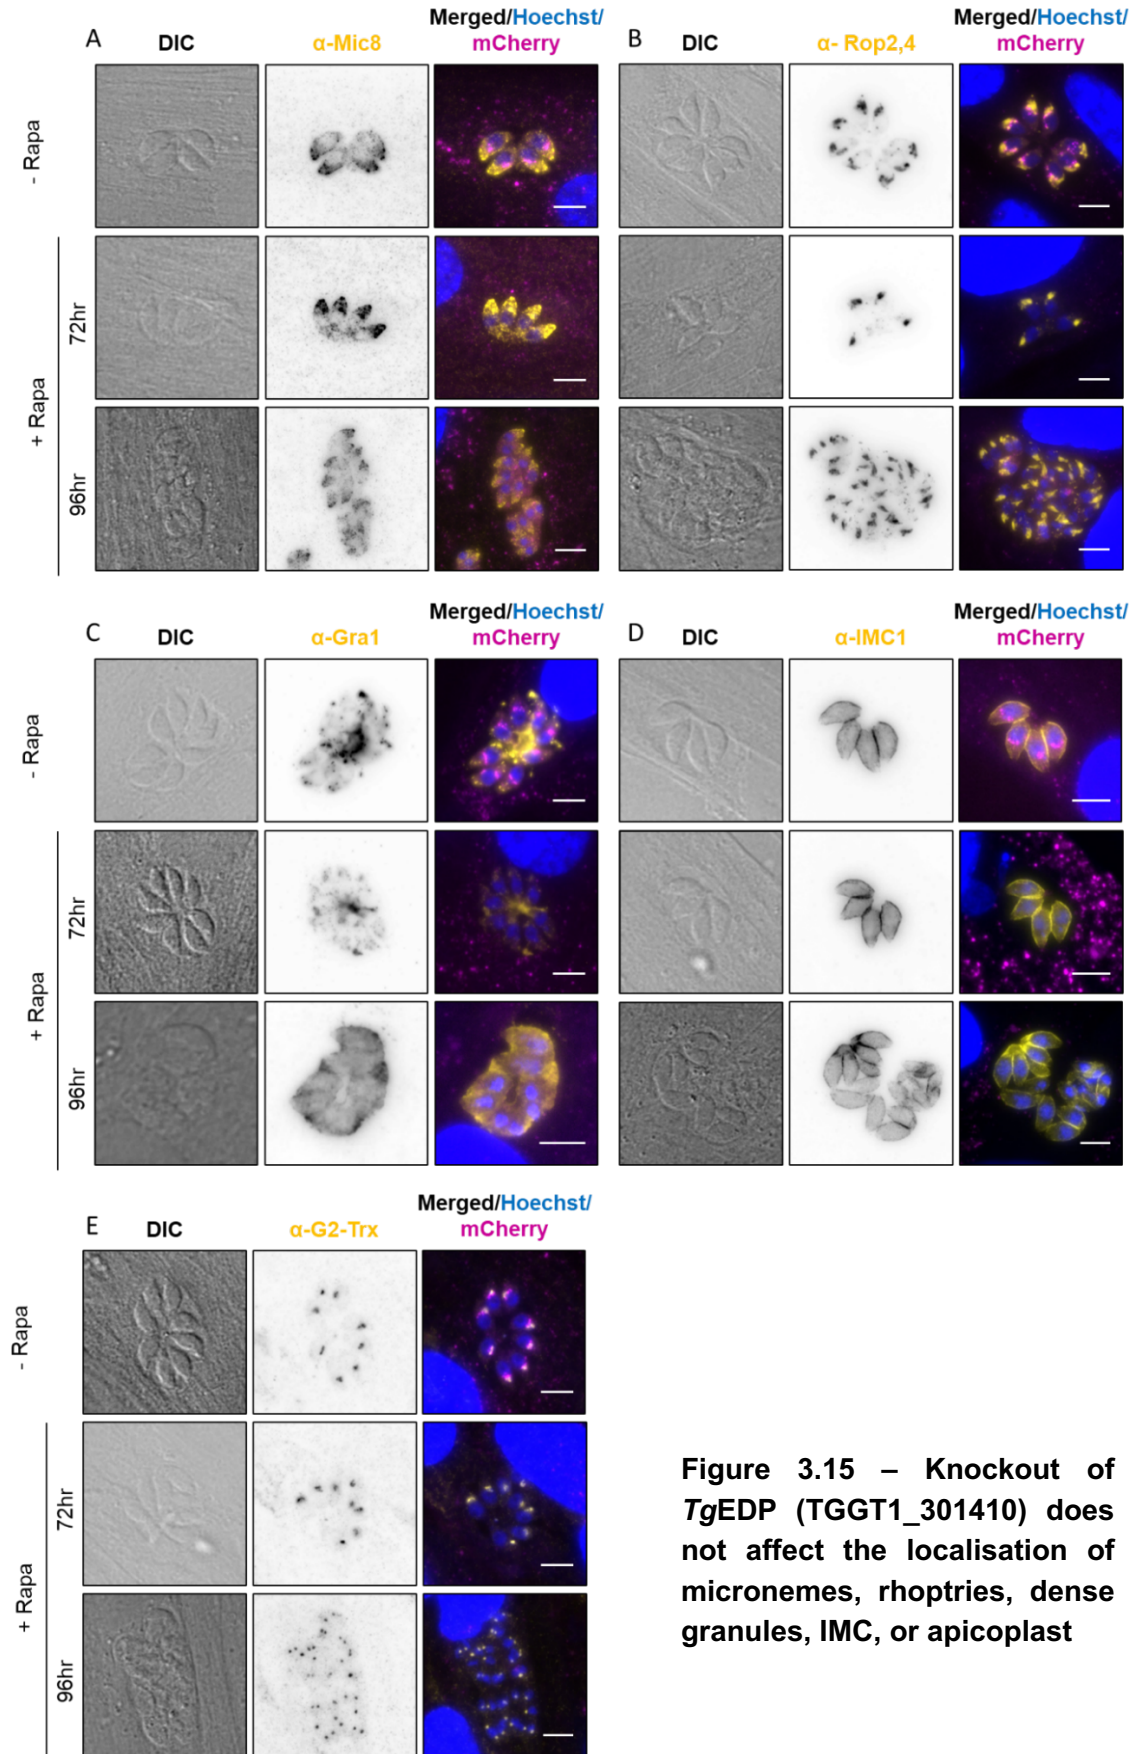 Merged/Hoechst/
A DIC α-Mic8 mCherry
Merged/Hoechst/
B DIC α- Rop2,4 mCherry
- Rapa
+ Rapa
72hr
96hr
Merged/Hoechst/
C DIC α-Gra1 mCherry
Merged/Hoechst/
D DIC α-IMC1 mCherry
- Rapa
+ Rapa
72hr
96hr
Merged/Hoechst/
E DIC α-G2-Trx mCherry
- Rapa
+ Rapa
72hr
96hr
Figure 3.15 – Knockout of
TgEDP (TGGT1_301410) does
not affect the localisation of
micronemes, rhoptries, dense
granules, IMC, or apicoplast